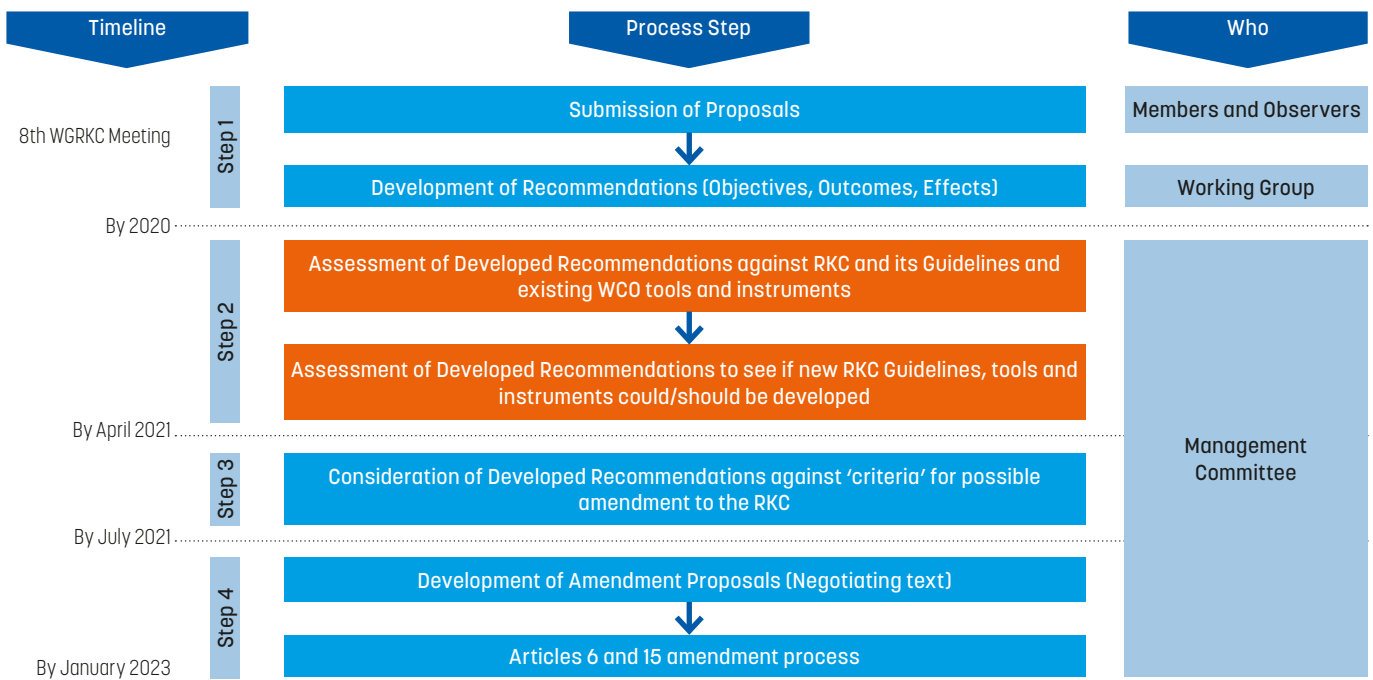 Timeline
Process Step
Who
8th WGRKC Meeting
Step 1
Submission of Proposals
Members and Observers
Development of Recommendations (Objectives, Outcomes, Effects)
Working Group
By 2020
Step 2
Assessment of Developed Recommendations against RKC and its Guidelines and
existing WCO tools and instruments
Assessment of Developed Recommendations to see if new RKC Guidelines, tools and
instruments could/should be developed
By April 2021
Management
Committee
Step 3
Consideration of Developed Recommendations against ‘criteria’ for possible
amendment to the RKC
By July 2021
Step 4
Development of Amendment Proposals (Negotiating text)
Articles 6 and 15 amendment process
By January 2023